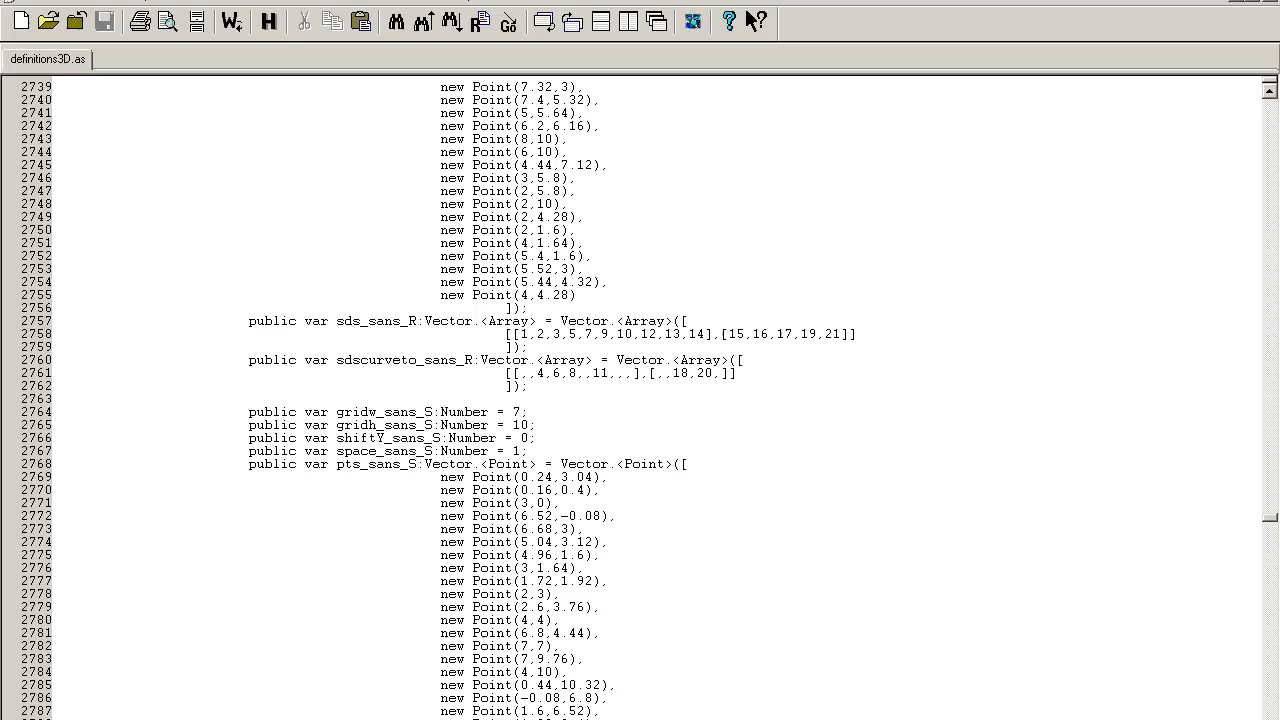 definitions3D.as
2739 new Point(7.32,3),
2740 new Point(7.4,5.32),
2741 new Point(5,5.64),
2742 new Point(6.2,6.16),
2743 new Point(8,10),
2744 new Point(6,10),
2745 new Point(4.44,7.12),
2746 new Point(3,5.8),
2747 new Point(2,5.8),
2748 new Point(2,10),
2749 new Point(2,4.28),
2750 new Point(2,1.6),
2751 new Point(4,1.64),
2752 new Point(5.4,1.6),
2753 new Point(5.52,3),
2754 new Point(5.44,4.32),
2755 new Point(4,4.28)
2756 ]);
2757 public var sds_sans_R:Vector.<Array> = Vector.<Array>([
2758 [[1,2,3,5,7,9,10,12,13,14],[15,16,17,19,21]]
2759 ]);
2760 public var sdscurveto_sans_R:Vector.<Array> = Vector.<Array>([
2761 [[,,4,6,8,,11,,,],[,,18,20,]]
2762 ]);
2763
2764 public var gridw_sans_S:Number = 7;
2765 public var gridh_sans_S:Number = 10;
2766 public var shiftY_sans_S:Number = 0;
2767 public var space_sans_S:Number = 1;
2768 public var pts_sans_S:Vector.<Point> = Vector.<Point>([
2769 new Point(0.24,3.04),
2770 new Point(0.16,0.4),
2771 new Point(3,0),
2772 new Point(6.52,-0.08),
2773 new Point(6.68,3),
2774 new Point(5.04,3.12),
2775 new Point(4.96,1.6),
2776 new Point(3,1.64),
2777 new Point(1.72,1.92),
2778 new Point(2,3),
2779 new Point(2.6,3.76),
2780 new Point(4,4),
2781 new Point(6.8,4.44),
2782 new Point(7,7),
2783 new Point(7,9.76),
2784 new Point(4,10),
2785 new Point(0.44,10.32),
2786 new Point(-0.08,6.8),
2787 new Point(1.6,6.52),